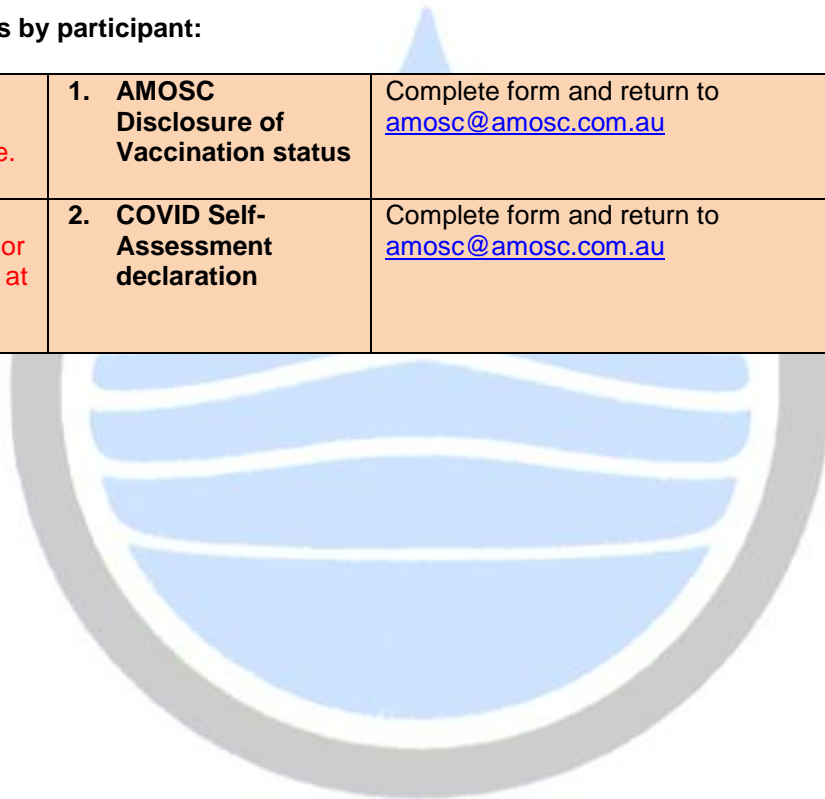 s by participant:
e.
1. AMOSC
Disclosure of
Vaccination status
Complete form and return to
amosc@amosc.com.au
or
at
2. COVID Self-
Assessment
declaration
Complete form and return to
amosc@amosc.com.au